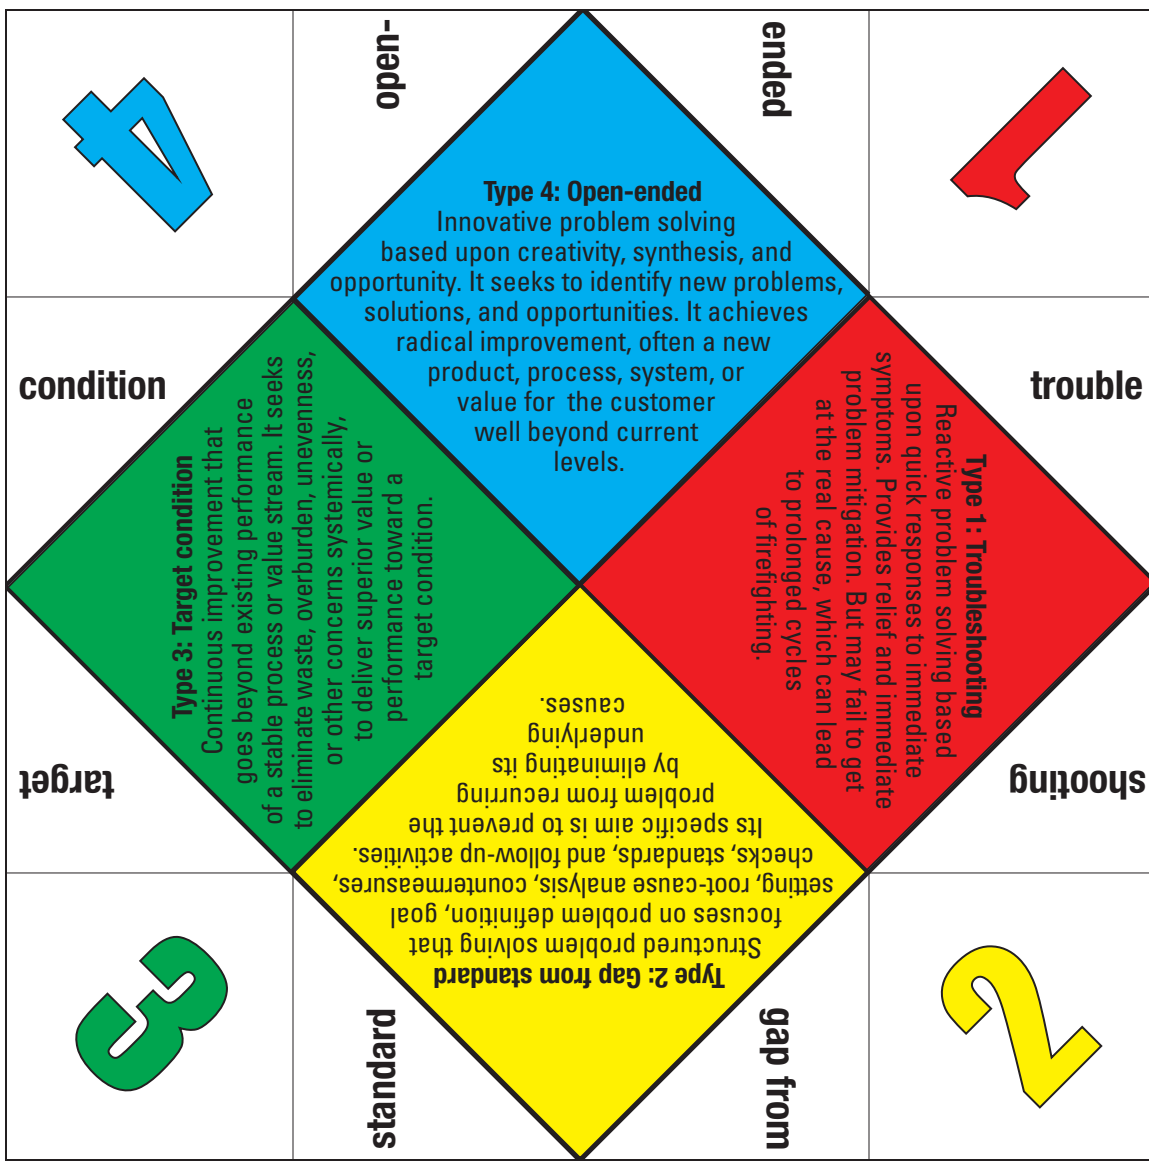 4
open-
ended
1
Type 4: Open-ended
Innovative problem solving
based upon creativity, synthesis, and
opportunity. It seeks to identify new problems,
solutions, and opportunities. It achieves
radical improvement, often a new
product, process, system, or
value for the customer
well beyond current
levels.
condition
trouble
Type 3: Target condition
Continuous improvement that
goes beyond existing performance
of a stable process or value stream. It seeks
to eliminate waste, overburden, unevenness,
or other concerns systemically,
to deliver superior value or
performance toward a
target condition.
Type 1: Troubleshooting
Reactive problem solving based
upon quick responses to immediate
symptoms. Provides relief and immediate
problem mitigation. But may fail to get
at the real cause, which can lead
to prolonged cycles
of firefighting.
target
shooting
Type 2: Gap from standard
Structured problem solving that
focuses on problem definition, goal
setting, root-cause analysis, countermeasures,
checks, standards, and follow-up activities.
Its specific aim is to prevent the
problem from recurring
by eliminating its
underlying
causes.
3
standard
gap from
2